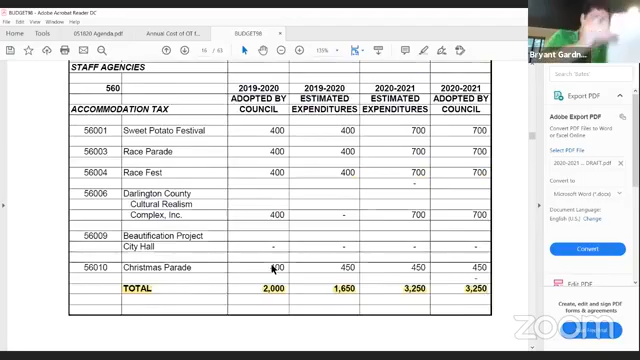 BUDGET98 - Adobe Acrobat Reader DC
File Edit View Window Help
051820 Agenda.pdf Annual Cost of OT f... BUDGET98 ×
16 / 63 135%
Bryant Gardn...
STAFF AGENCIES
560 2019-2020 2019-2020 2020-2021 2020-2021
ADOPTED BY ESTIMATED ESTIMATED ADOPTED BY
ACCOMMODATION TAX COUNCIL EXPENDITURES EXPENDITURES COUNCIL
56001 Sweet Potato Festival 400 400 700 700
56003 Race Parade 400 400 700 700
56004 Race Fest 400 400 700 700
-
56006 Darlington County
Cultural Realism
Complex, Inc. 400 - 700 700
56009 Beautification Project
City Hall - - - -
56010 Christmas Parade 450 450 450
-
TOTAL 2,000 1,650 3,250 3,250
Search Tools
Export PDF
Adobe Export PDF
Convert PDF Files to Word
or Excel Online
Select PDF File
2020-2021 ... DRAFT.pdf ×
Convert to
Microsoft Word (*.docx)
Document Language:
English (U.S.) Change
Convert
Edit PDF
Create, edit and sign PDF
forms & agreements
zoom